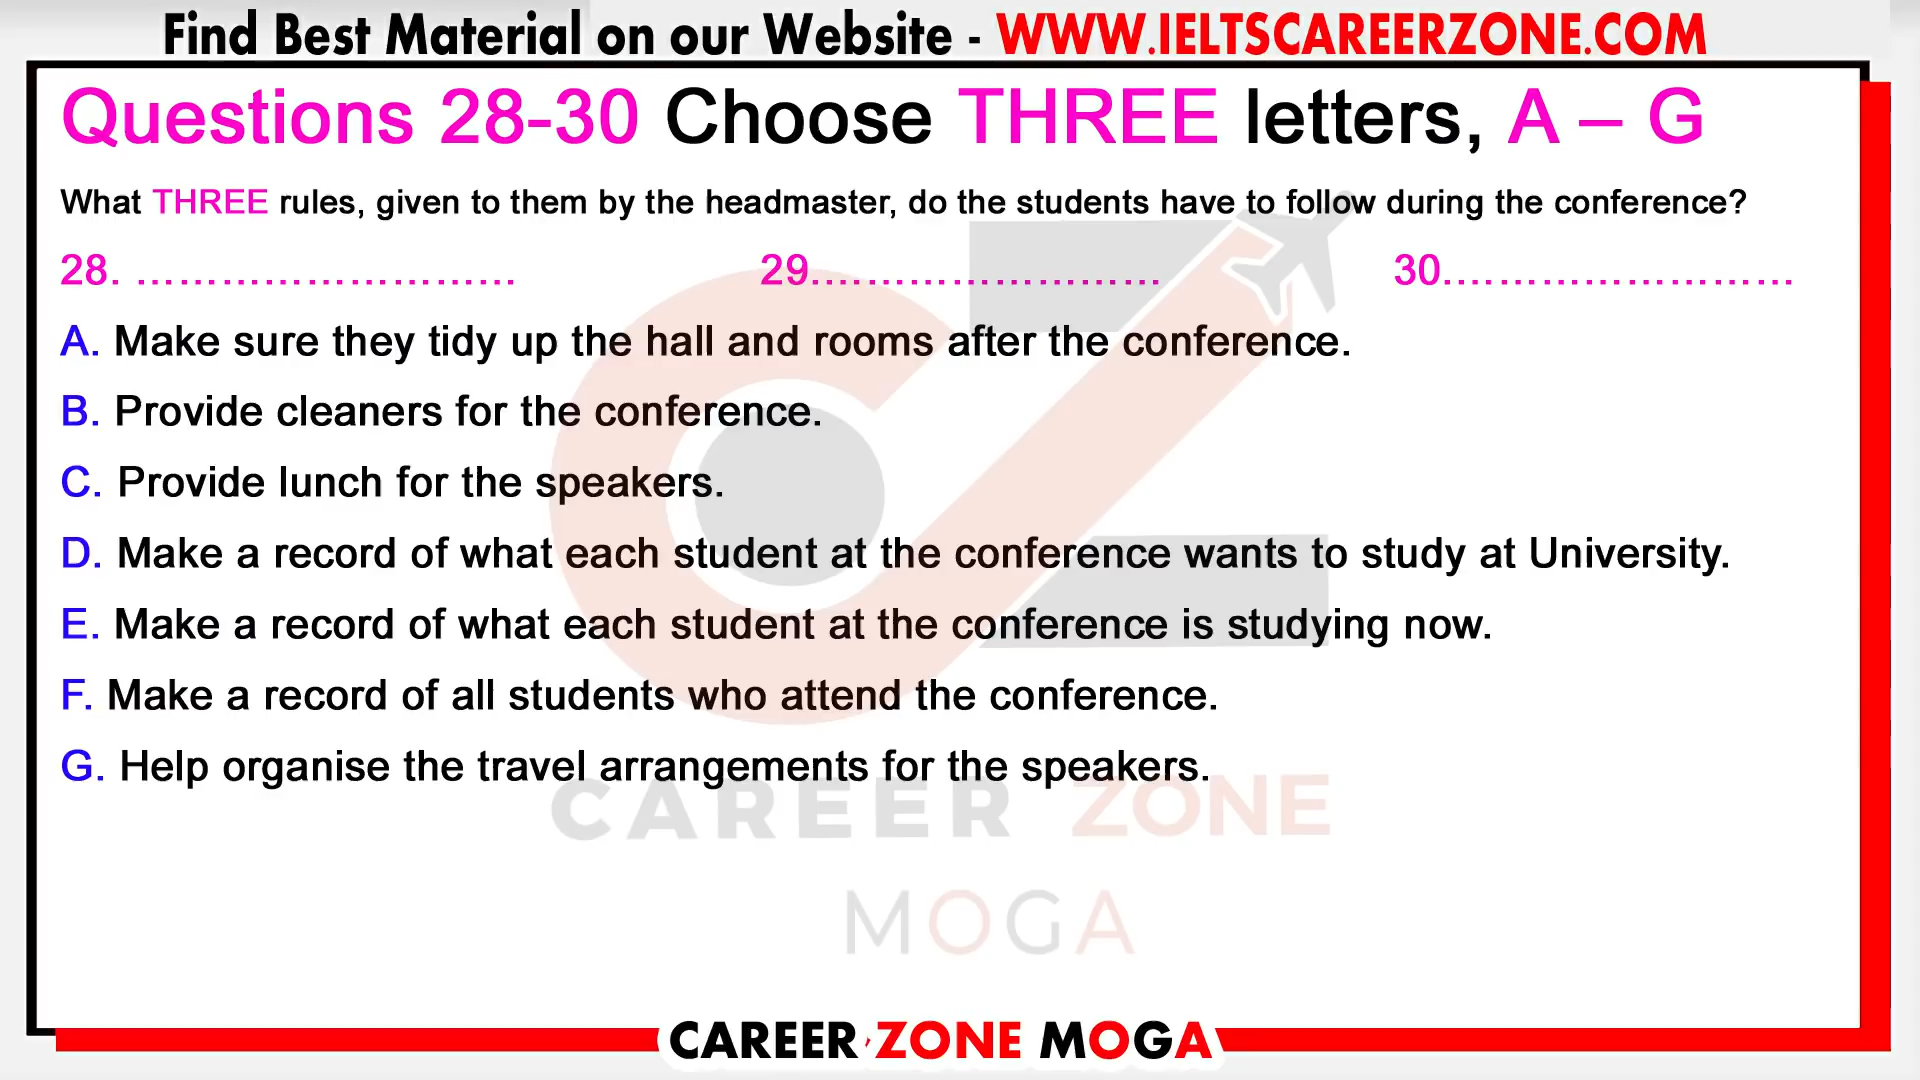 Find Best Material on our Website - WWW.IELTSCAREERZONE.COM
Questions 28-30 Choose THREE letters, A – G
What THREE rules, given to them by the headmaster, do the students have to follow during the conference?
28. ........................... 29......................... 30.........................
A. Make sure they tidy up the hall and rooms after the conference.
B. Provide cleaners for the conference.
C. Provide lunch for the speakers.
D. Make a record of what each student at the conference wants to study at University.
E. Make a record of what each student at the conference is studying now.
F. Make a record of all students who attend the conference.
G. Help organise the travel arrangements for the speakers.
CAREER ZONE
MOGA
CAREER ZONE MOGA